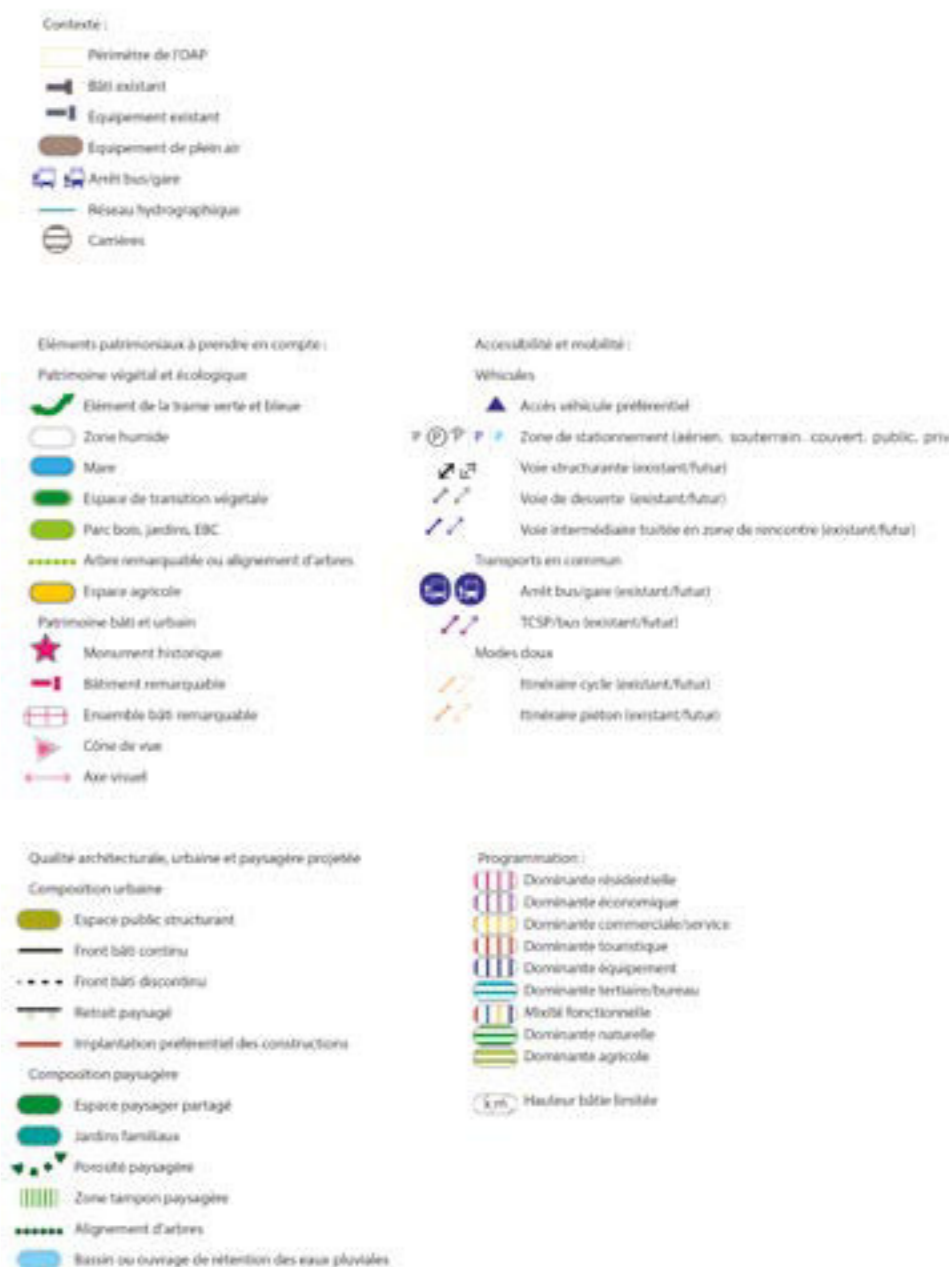 Contexte :
Périmètre de l'OAP
Bâti existant
Equipement existant
Equipement de plein air
Arrêt bus/gare
Réseau hydrographique
Carrières
Eléments patrimoniaux à prendre en compte :
Patrimoine végétal et écologique
Elément de la trame verte et bleue
Zone humide
Mare
Espace de transition végetale
Parc bois, jardins, EBC
Arbre remarquable ou alignement d'arbres
Espace agricole
Patrimoine bâti et urbain
Monument historique
Bâtiment remarquable
Ensemble bâti remarquable
Cône de vue
Axe visuel
Accessibilité et mobilité :
Véhicules
Accès véhicule préférentiel
P P P P P Zone de stationnement (aérien, souterrain, couvert, public, priv
Voie structurante (existant/futur)
Voie de desserte (existant/futur)
Voie intermédiaire traitée en zone de rencontre (existant/futur)
Transports en commun
Arrêt bus/gare (existant/futur)
TCSP/bus (existant/futur)
Modes doux
Itinéraire cycle (existant/futur)
Itinéraire piéton (existant/futur)
Qualité architecturale, urbaine et paysagère projetée
Composition urbaine
Espace public structurant
Front bâti continu
Front bâti discontinu
Retrait paysagé
Implantation préférentiel des constructions
Composition paysagère
Espace paysager partagé
Jardins familiaux
Porosité paysagère
Zone tampon paysagère
Alignement d'arbres
Bassin ou ouvrage de rétention des eaux pluviales
Programmation :
Dominante résidentielle
Dominante économique
Dominante commerciale/service
Dominante touristique
Dominante équipement
Dominante tertiaire/bureau
Mixité fonctionnelle
Dominante naturelle
Dominante agricole
Hauteur bâtie limitée